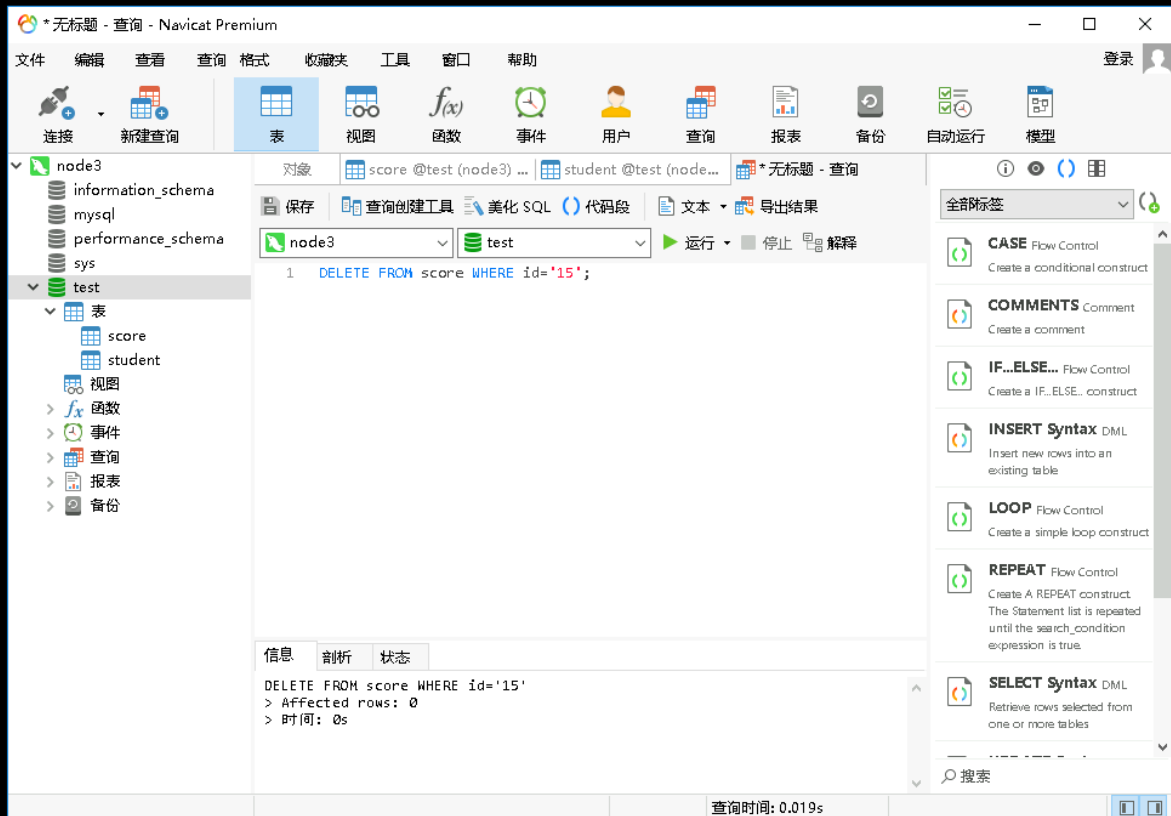 * 无标题 - 查询 - Navicat Premium
文件 编辑 查看 查询 格式 收藏夹 工具 窗口 帮助 登录
连接 新建查询 表 视图 函数 事件 用户 查询 报表 备份 自动运行 模型
node3
information_schema
mysql
performance_schema
sys
test
表
score
student
视图
函数
事件
查询
报表
备份
对象 score @test (node3) ... student @test (node... * 无标题 - 查询
保存 查询创建工具 美化 SQL 代码段 文本 导出结果
node3 test 运行 停止 解释
1 DELETE FROM score WHERE id='15';
信息 剖析 状态
DELETE FROM score WHERE id='15'
> Affected rows: 0
> 时间: 0s
全部标签
CASE Flow Control
Create a conditional construct
COMMENTS Comment
Create a comment
IF...ELSE... Flow Control
Create a IF...ELSE... construct
INSERT Syntax DML
Insert new rows into an
existing table
LOOP Flow Control
Create a simple loop construct
REPEAT Flow Control
Create A REPEAT construct.
The Statement list is repeated
until the search_condition
expression is true.
SELECT Syntax DML
Retrieve rows selected from
one or more tables
搜索
查询时间: 0.019s